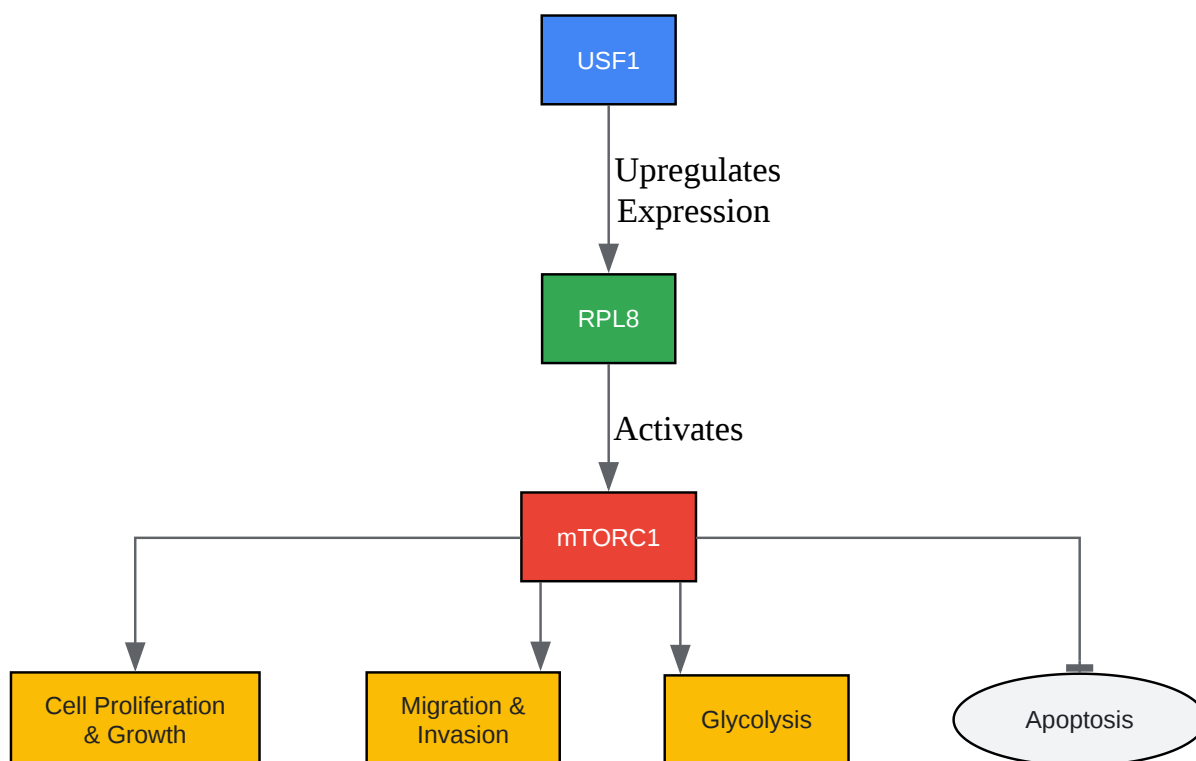 USF1
Upregulates
Expression
RPL8
Activates
mTORC1
Cell Proliferation
& Growth
Migration &
Invasion
Glycolysis
Apoptosis